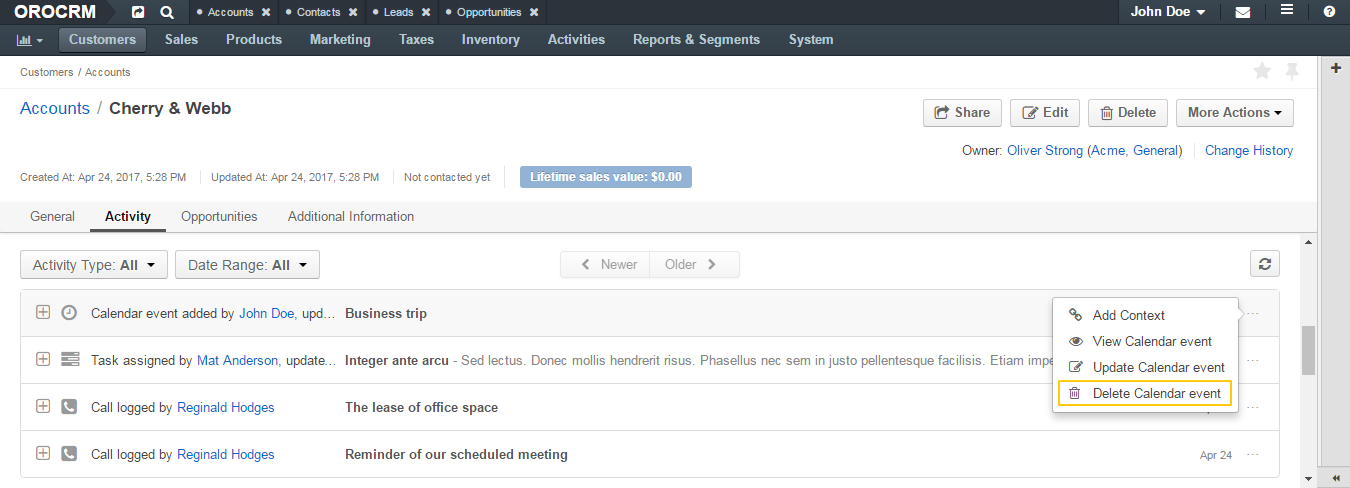 OROCRM Accounts Contacts Leads Opportunities John Doe
Customers Sales Products Marketing Taxes Inventory Activities Reports & Segments System
Customers / Accounts
Accounts / Cherry & Webb Share Edit Delete More Actions
Owner: Oliver Strong (Acme, General) Change History
Created At: Apr 24, 2017, 5:28 PM Updated At: Apr 24, 2017, 5:28 PM Not contacted yet Lifetime sales value: $0.00
General Activity Opportunities Additional Information
Activity Type: All Date Range: All Newer Older
Calendar event added by John Doe, upd... Business trip
Add Context
View Calendar event
Update Calendar event
Delete Calendar event
Task assigned by Mat Anderson, update... Integer ante arcu - Sed lectus. Donec mollis hendrerit risus. Phasellus nec sem in justo pellentesque facilisis. Etiam
Call logged by Reginald Hodges The lease of office space
Call logged by Reginald Hodges Reminder of our scheduled meeting Apr 24